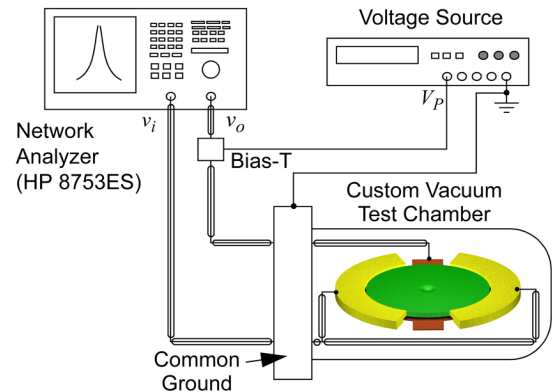 Voltage Source
v_i
v_o
V_P
Network
Analyzer
(HP 8753ES)
Bias-T
Custom Vacuum
Test Chamber
Common
Ground